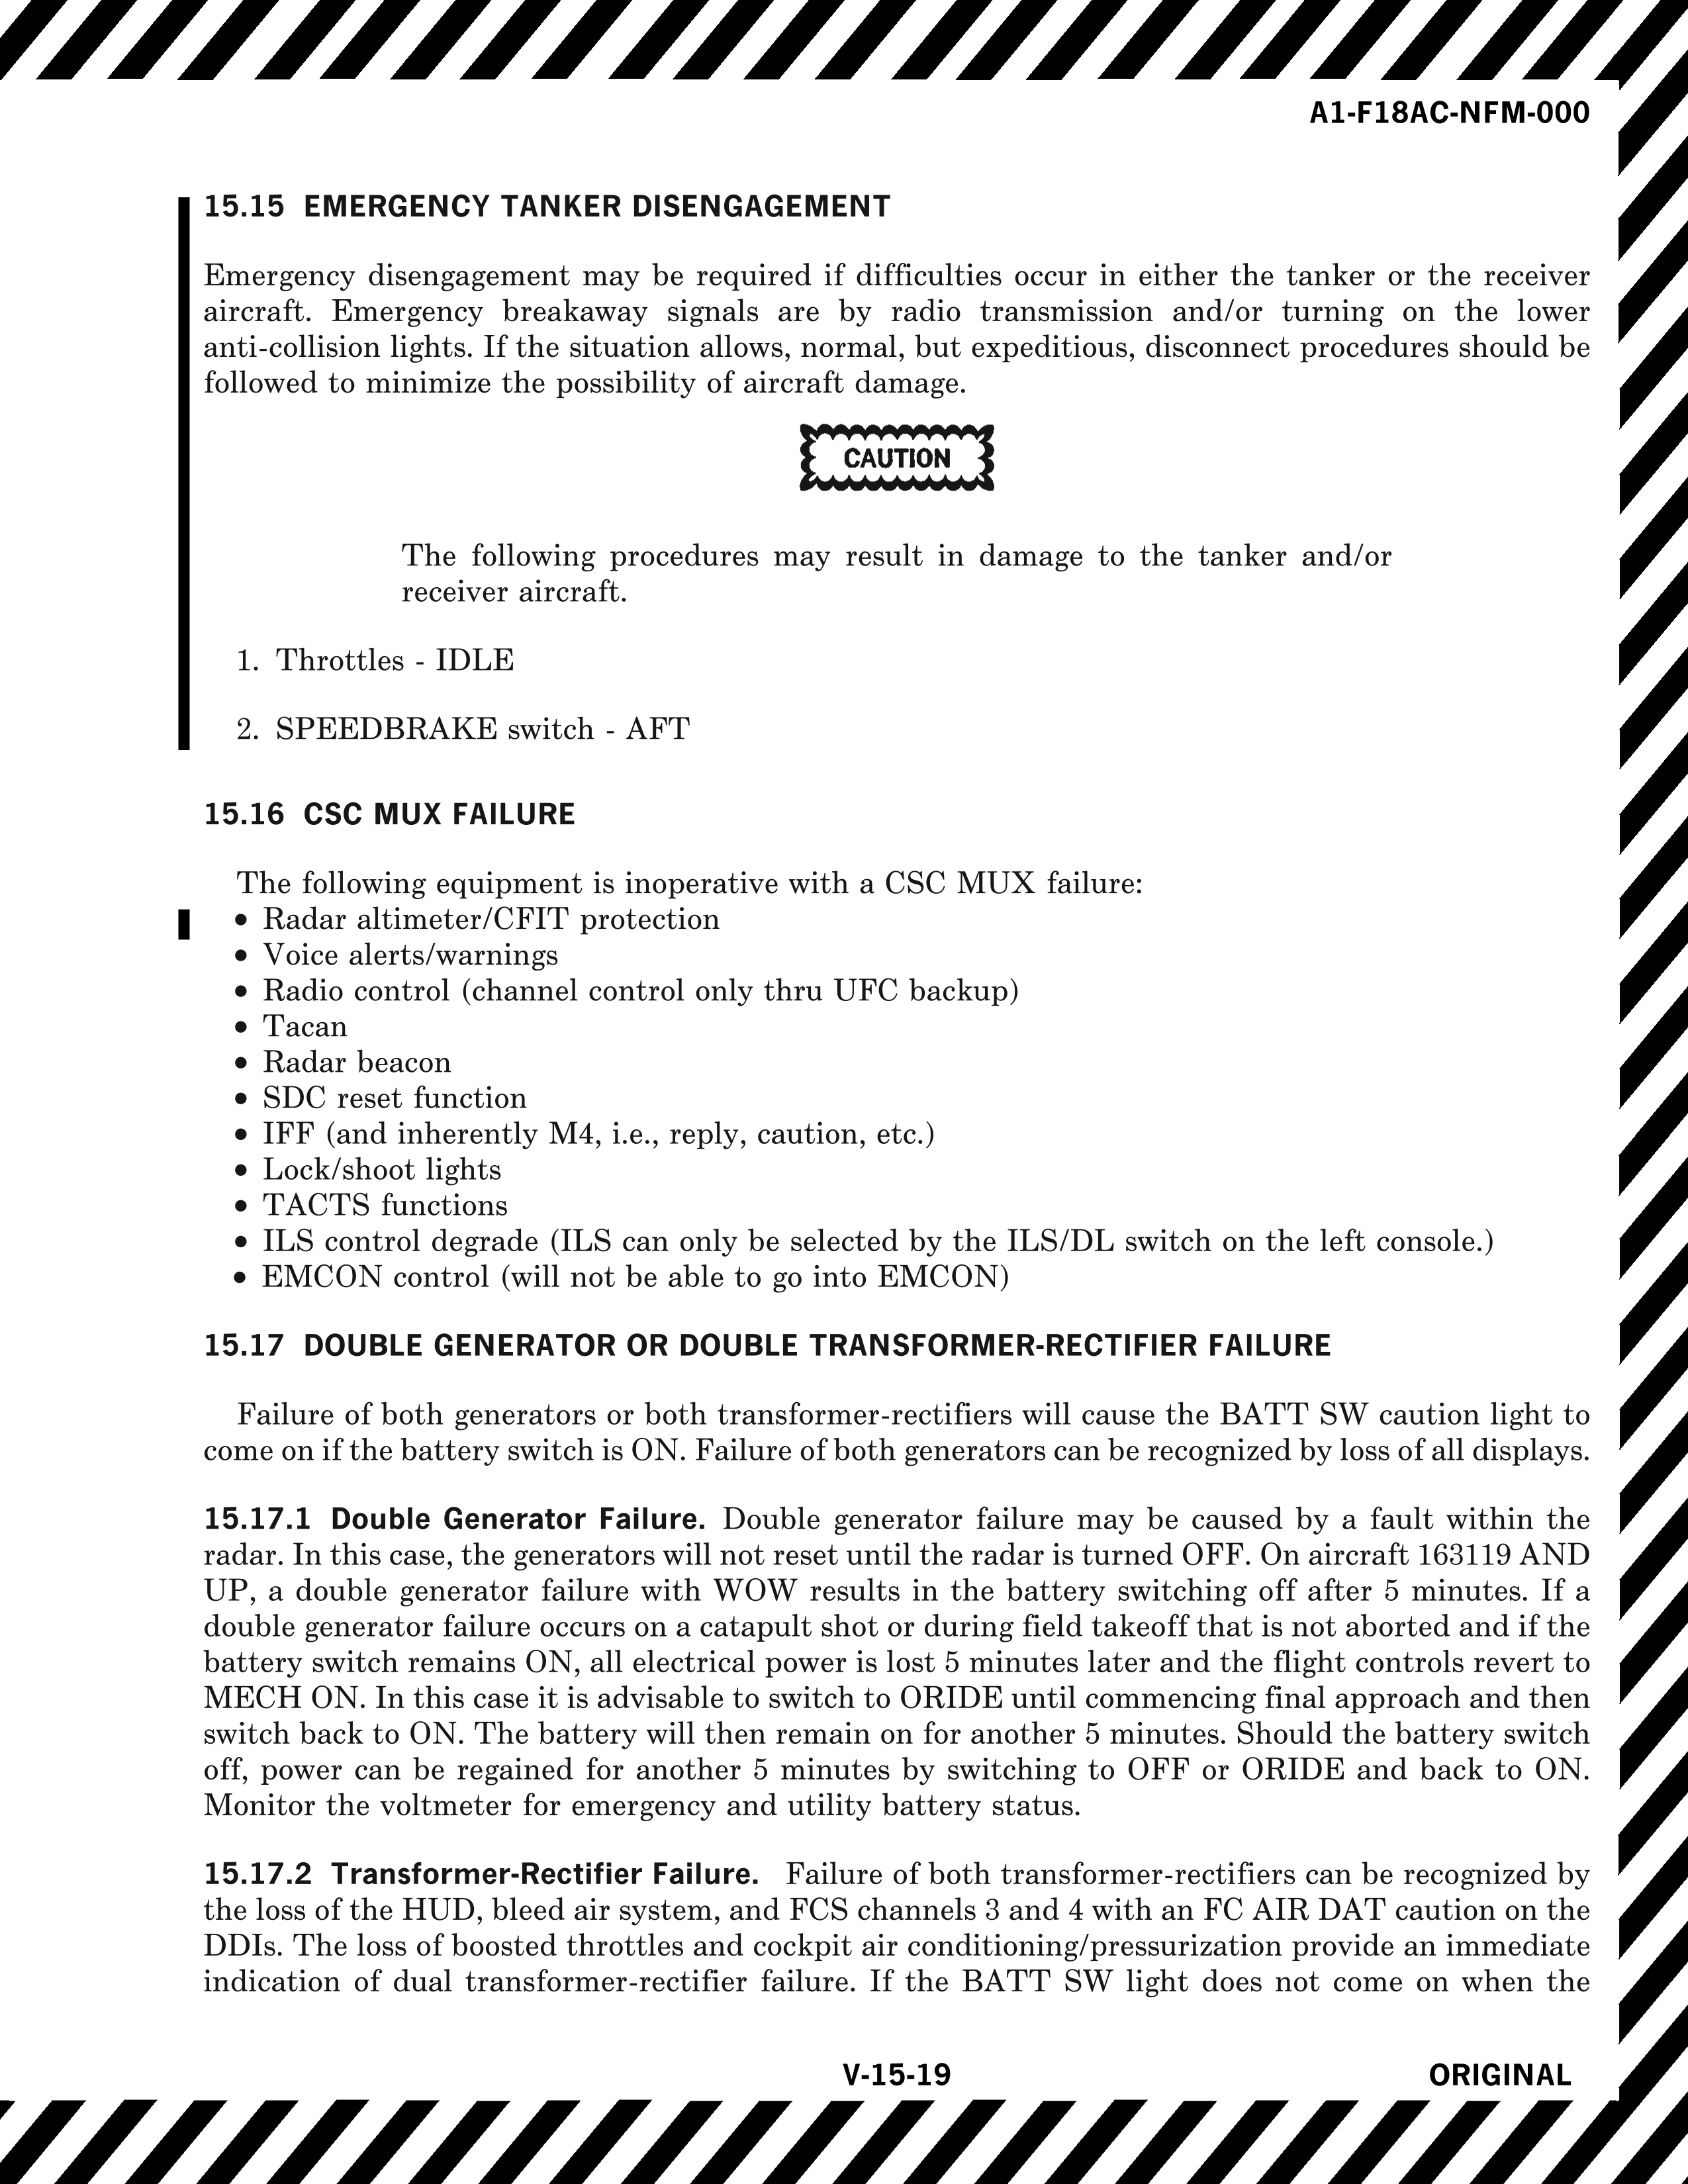 A1-F18AC-NFM-000
15.15 EMERGENCY TANKER DISENGAGEMENT
Emergency disengagement may be required if difficulties occur in either the tanker or the receiver
aircraft. Emergency breakaway signals are by radio transmission and/or turning on the lower
anti-collision lights. If the situation allows, normal, but expeditious, disconnect procedures should be
followed to minimize the possibility of aircraft damage.
CAUTION
The following procedures may result in damage to the tanker and/or
receiver aircraft.
1. Throttles - IDLE
2. SPEEDBRAKE switch - AFT
15.16 CSC MUX FAILURE
The following equipment is inoperative with a CSC MUX failure:
• Radar altimeter/CFIT protection
• Voice alerts/warnings
• Radio control (channel control only thru UFC backup)
• Tacan
• Radar beacon
• SDC reset function
• IFF (and inherently M4, i.e., reply, caution, etc.)
• Lock/shoot lights
• TACTS functions
• ILS control degrade (ILS can only be selected by the ILS/DL switch on the left console.)
• EMCON control (will not be able to go into EMCON)
15.17 DOUBLE GENERATOR OR DOUBLE TRANSFORMER-RECTIFIER FAILURE
Failure of both generators or both transformer-rectifiers will cause the BATT SW caution light to
come on if the battery switch is ON. Failure of both generators can be recognized by loss of all displays.
15.17.1 Double Generator Failure. Double generator failure may be caused by a fault within the
radar. In this case, the generators will not reset until the radar is turned OFF. On aircraft 163119 AND
UP, a double generator failure with WOW results in the battery switching off after 5 minutes. If a
double generator failure occurs on a catapult shot or during field takeoff that is not aborted and if the
battery switch remains ON, all electrical power is lost 5 minutes later and the flight controls revert to
MECH ON. In this case it is advisable to switch to ORIDE until commencing final approach and then
switch back to ON. The battery will then remain on for another 5 minutes. Should the battery switch
off, power can be regained for another 5 minutes by switching to OFF or ORIDE and back to ON.
Monitor the voltmeter for emergency and utility battery status.
15.17.2 Transformer-Rectifier Failure. Failure of both transformer-rectifiers can be recognized by
the loss of the HUD, bleed air system, and FCS channels 3 and 4 with an FC AIR DAT caution on the
DDIs. The loss of boosted throttles and cockpit air conditioning/pressurization provide an immediate
indication of dual transformer-rectifier failure. If the BATT SW light does not come on when the
V-15-19
ORIGINAL